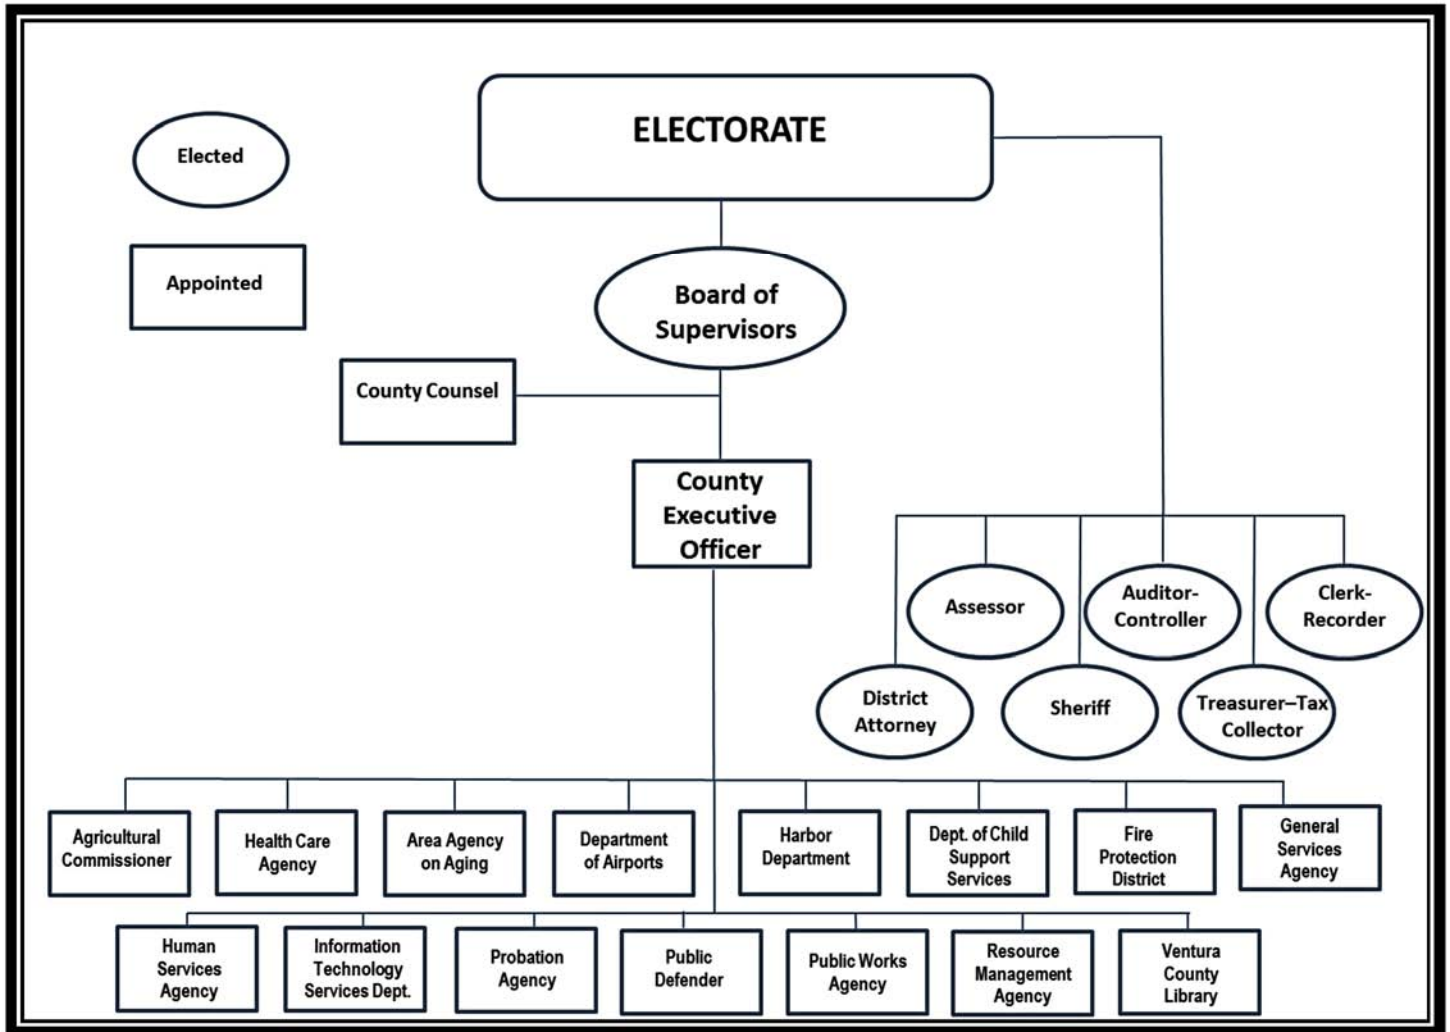 ELECTORATE
Elected
Appointed
Board of
Supervisors
County Counsel
County
Executive
Officer
Assessor
Auditor-
Controller
Clerk-
Recorder
District
Attorney
Sheriff
Treasurer–Tax
Collector
Agricultural
Commissioner
Health Care
Agency
Area Agency
on Aging
Department
of Airports
Harbor
Department
Dept. of Child
Support
Services
Fire
Protection
District
General
Services
Agency
Human
Services
Agency
Information
Technology
Services Dept.
Probation
Agency
Public
Defender
Public Works
Agency
Resource
Management
Agency
Ventura
County
Library